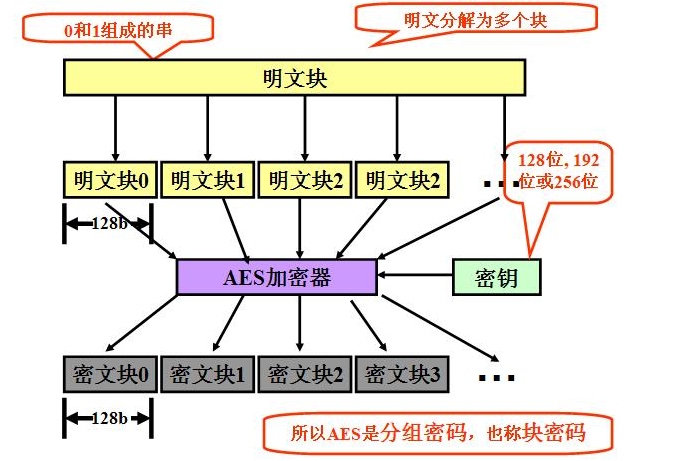 0和1组成的串
明文分解为多个块
明文块
明文块0
明文块1
明文块2
明文块2
...
128位, 192
位或256位
128b
AES加密器
密钥
密文块0
密文块1
密文块2
密文块3
...
128b
所以AES是分组密码，也称块密码